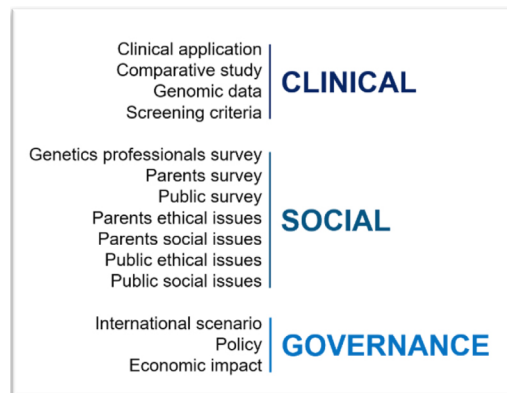 Clinical application
Comparative study
Genomic data
Screening criteria
CLINICAL
Genetics professionals survey
Parents survey
Public survey
Parents ethical issues
Parents social issues
Public ethical issues
Public social issues
SOCIAL
International scenario
Policy
Economic impact
GOVERNANCE